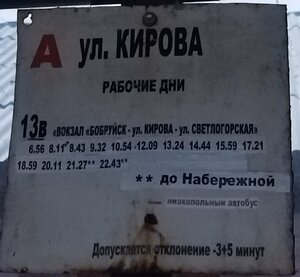 А ул. КИРОВА
РАБОЧИЕ ДНИ
13в «ВОКЗАЛ «БОБРУЙСК - ул. КИРОВА - ул. СВЕТЛОГОРСКАЯ»
6.56 8.11* 8.43 9.32 10.54 12.09 13.24 14.44 15.59 17.21
18.59 20.11 21.27** 22.43**
** до Набережной
— низкопольный автобус
Допускается отклонение -3+5 минут